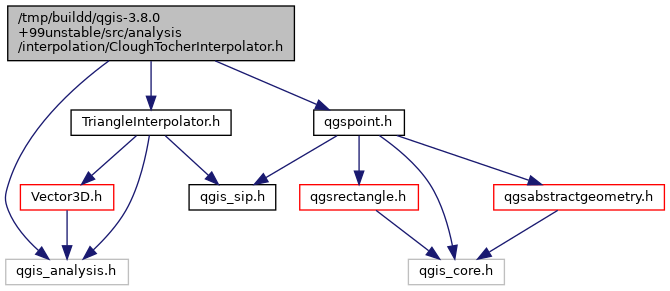 /tmp/buildd/qgis-3.8.0
+99unstable/src/analysis
/interpolation/CloughTocherInterpolator.h
TriangleInterpolator.h
qgspoint.h
Vector3D.h
qgis_sip.h
qgsrectangle.h
qgsabstractgeometry.h
qgis_analysis.h
qgis_core.h